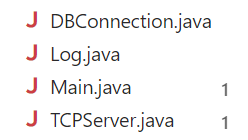 DBConnection.java
Log.java
Main.java 1
TCPServer.java 1